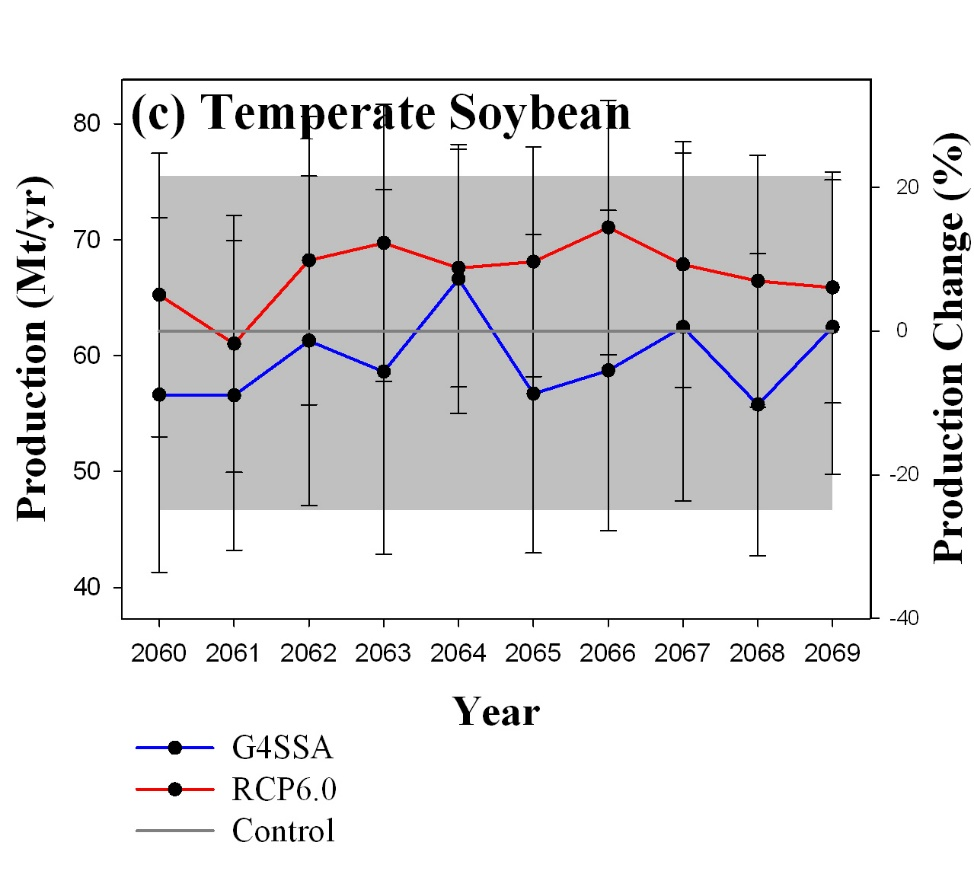 (c) Temperate Soybean
Production (Mt/yr)
80
70
60
50
40
Production Change (%)
20
0
-20
-40
2060 2061 2062 2063 2064 2065 2066 2067 2068 2069
Year
G4SSA
RCP6.0
Control